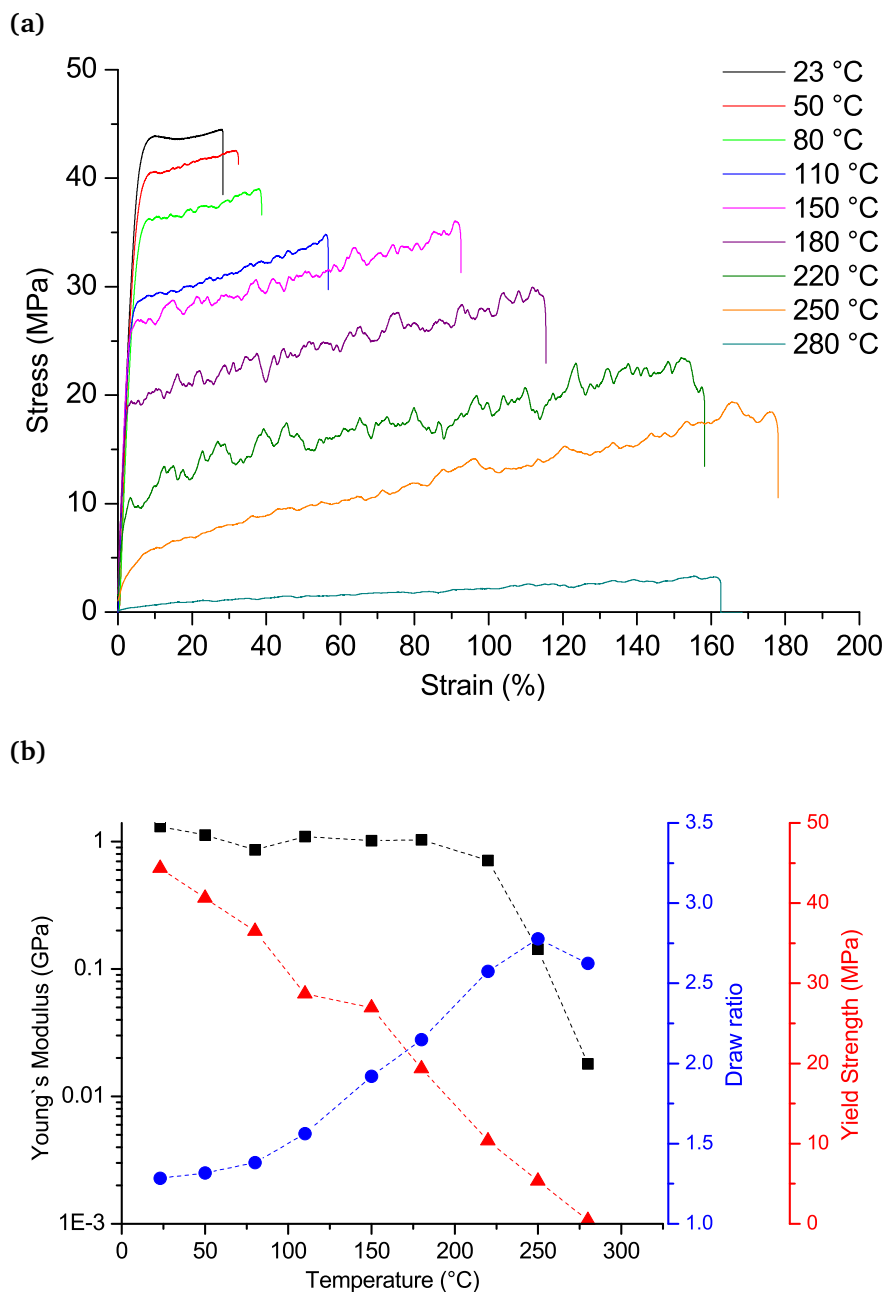 (a)
50
40
30
20
10
0
Stress (MPa)
23 °C
50 °C
80 °C
110 °C
150 °C
180 °C
220 °C
250 °C
280 °C
0 20 40 60 80 100 120 140 160 180 200
Strain (%)
(b)
1
0.1
0.01
1E-3
Young`s Modulus (GPa)
3.5
3.0
2.5
2.0
1.5
1.0
Draw ratio
50
40
30
20
10
0
Yield Strength (MPa)
0 50 100 150 200 250 300
Temperature (°C)